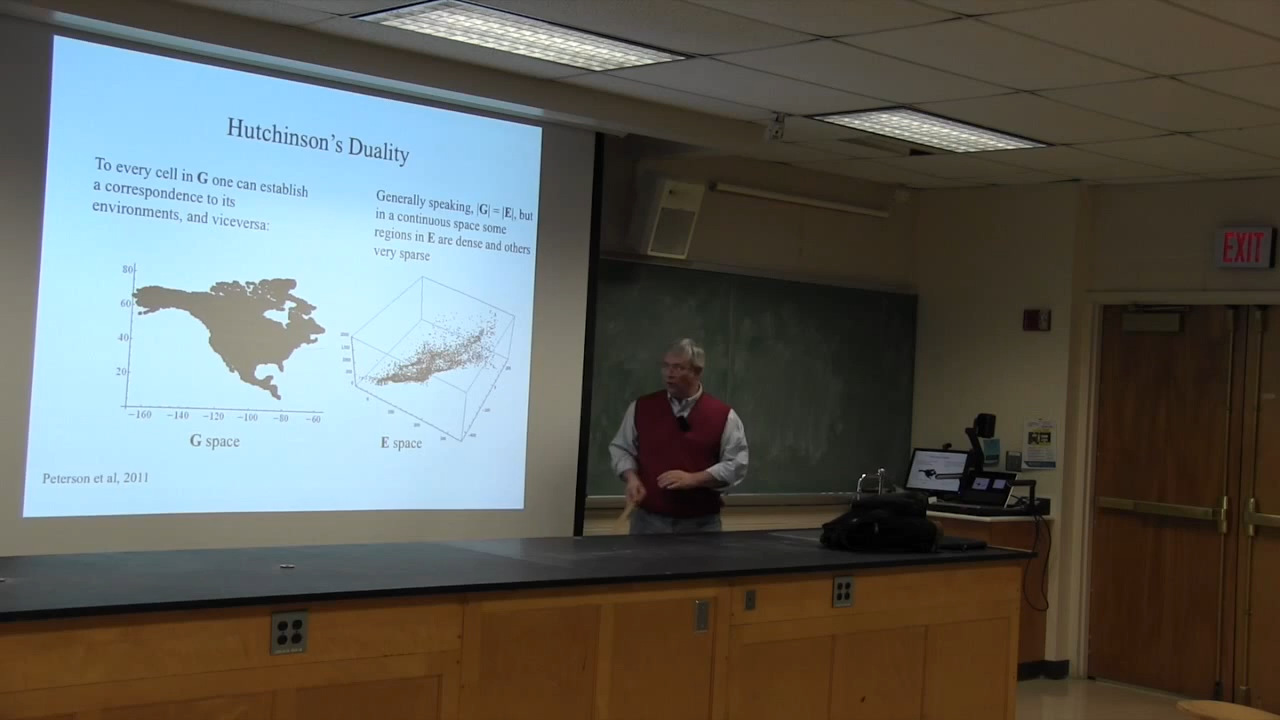 Hutchinson's Duality
To every cell in G one can establish
a correspondence to its
environments, and viceversa:
Generally speaking, |G| = |E|, but
in a continuous space some
regions in E are dense and others
very sparse
80
60
40
20
−160 −140 −120 −100 −80 −60
G space
E space
Peterson et al, 2011
EXIT